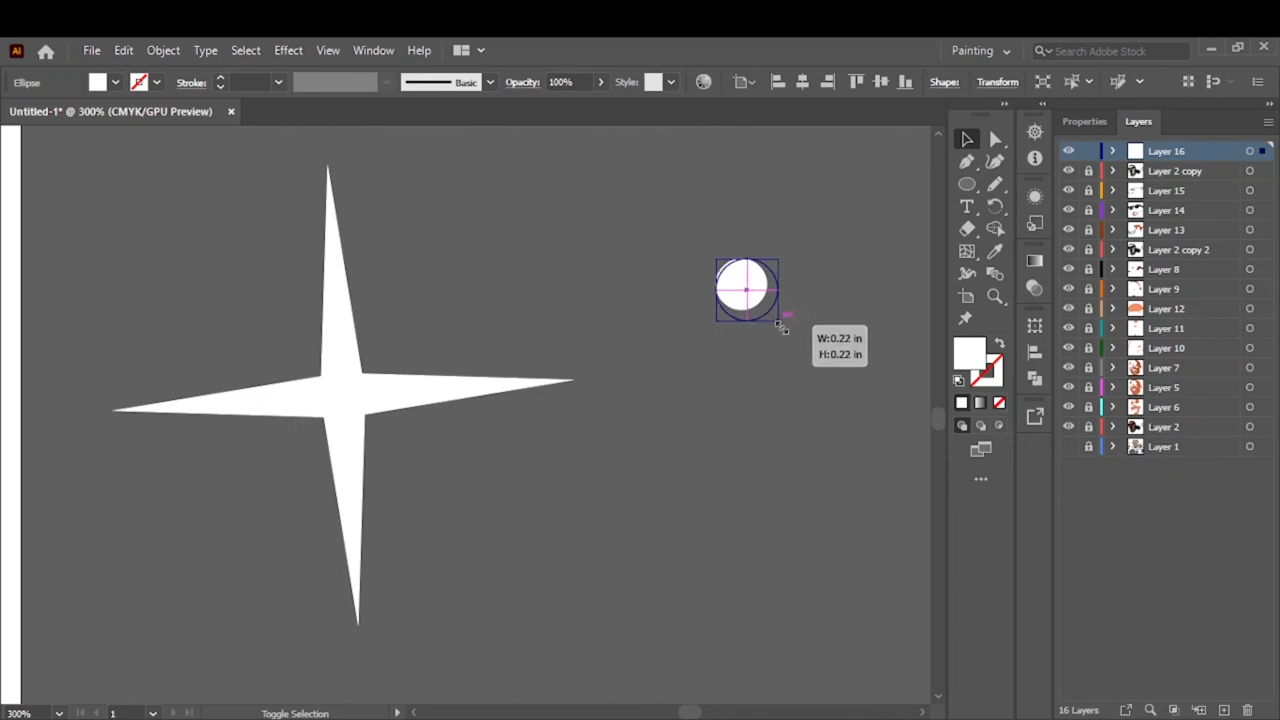 Ai File Edit Object Type Select Effect View Window Help Painting Search Adobe Stock
Ellipse Stroke: Basic Opacity: 100% Style: Shape: Transform
Untitled-1* @ 300% (CMYK/GPU Preview)
Properties Layers
Layer 16
Layer 2 copy
Layer 15
Layer 14
Layer 13
Layer 2 copy 2
Layer 8
Layer 9
Layer 12
Layer 11
Layer 10
Layer 7
Layer 5
Layer 6
Layer 2
Layer 1
W:0.22 in
H:0.22 in
300% 1 Toggle Selection 16 Layers